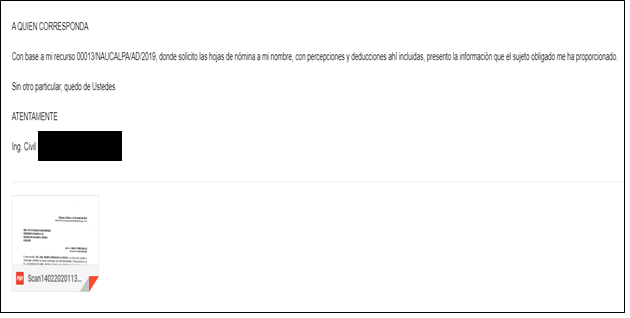 A QUIEN CORRESPONDA
Con base a mi recurso 00013/NAUCALPA/AD/2019, donde solicito las hojas de nómina a mi nombre, con percepciones y deducciones ahí incluidas, presento la información que el sujeto obligado me ha proporcionado.
Sin otro particular, quedo de Ustedes
ATENTAMENTE
Ing. Civil
PDF
Scan14022020113...